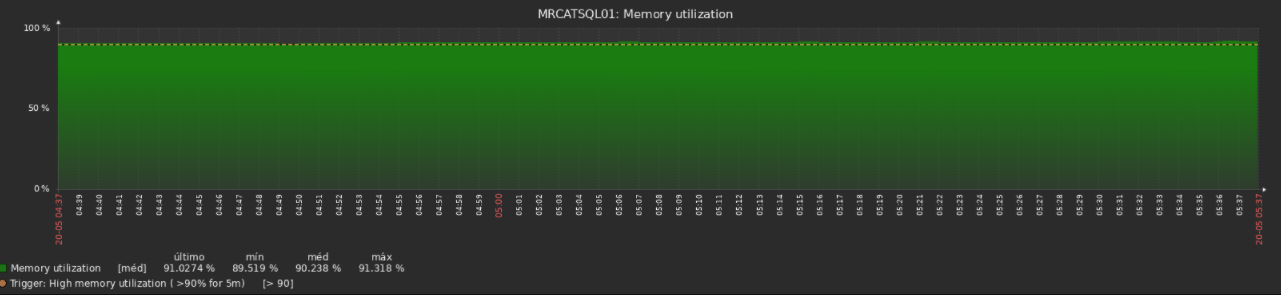 MRCATSQL01: Memory utilization
100 %
50 %
0 %
20-05 04:37 04:39 04:40 04:41 04:42 04:43 04:44 04:45 04:46 04:47 04:48 04:49 04:50 04:51 04:52 04:53 04:54 04:55 04:56 04:57 04:58 04:59 05:00 05:01 05:02 05:03 05:04 05:05 05:06 05:07 05:08 05:09 05:10 05:11 05:12 05:13 05:14 05:15 05:16 05:17 05:18 05:19 05:20 05:21 05:22 05:23 05:24 05:25 05:26 05:27 05:28 05:29 05:30 05:31 05:32 05:33 05:34 05:35 05:36 05:37 20-05 05:37
último mín méd máx
Memory utilization [méd] 91.0274 % 89.519 % 90.238 % 91.318 %
Trigger: High memory utilization ( >90% for 5m) [> 90]